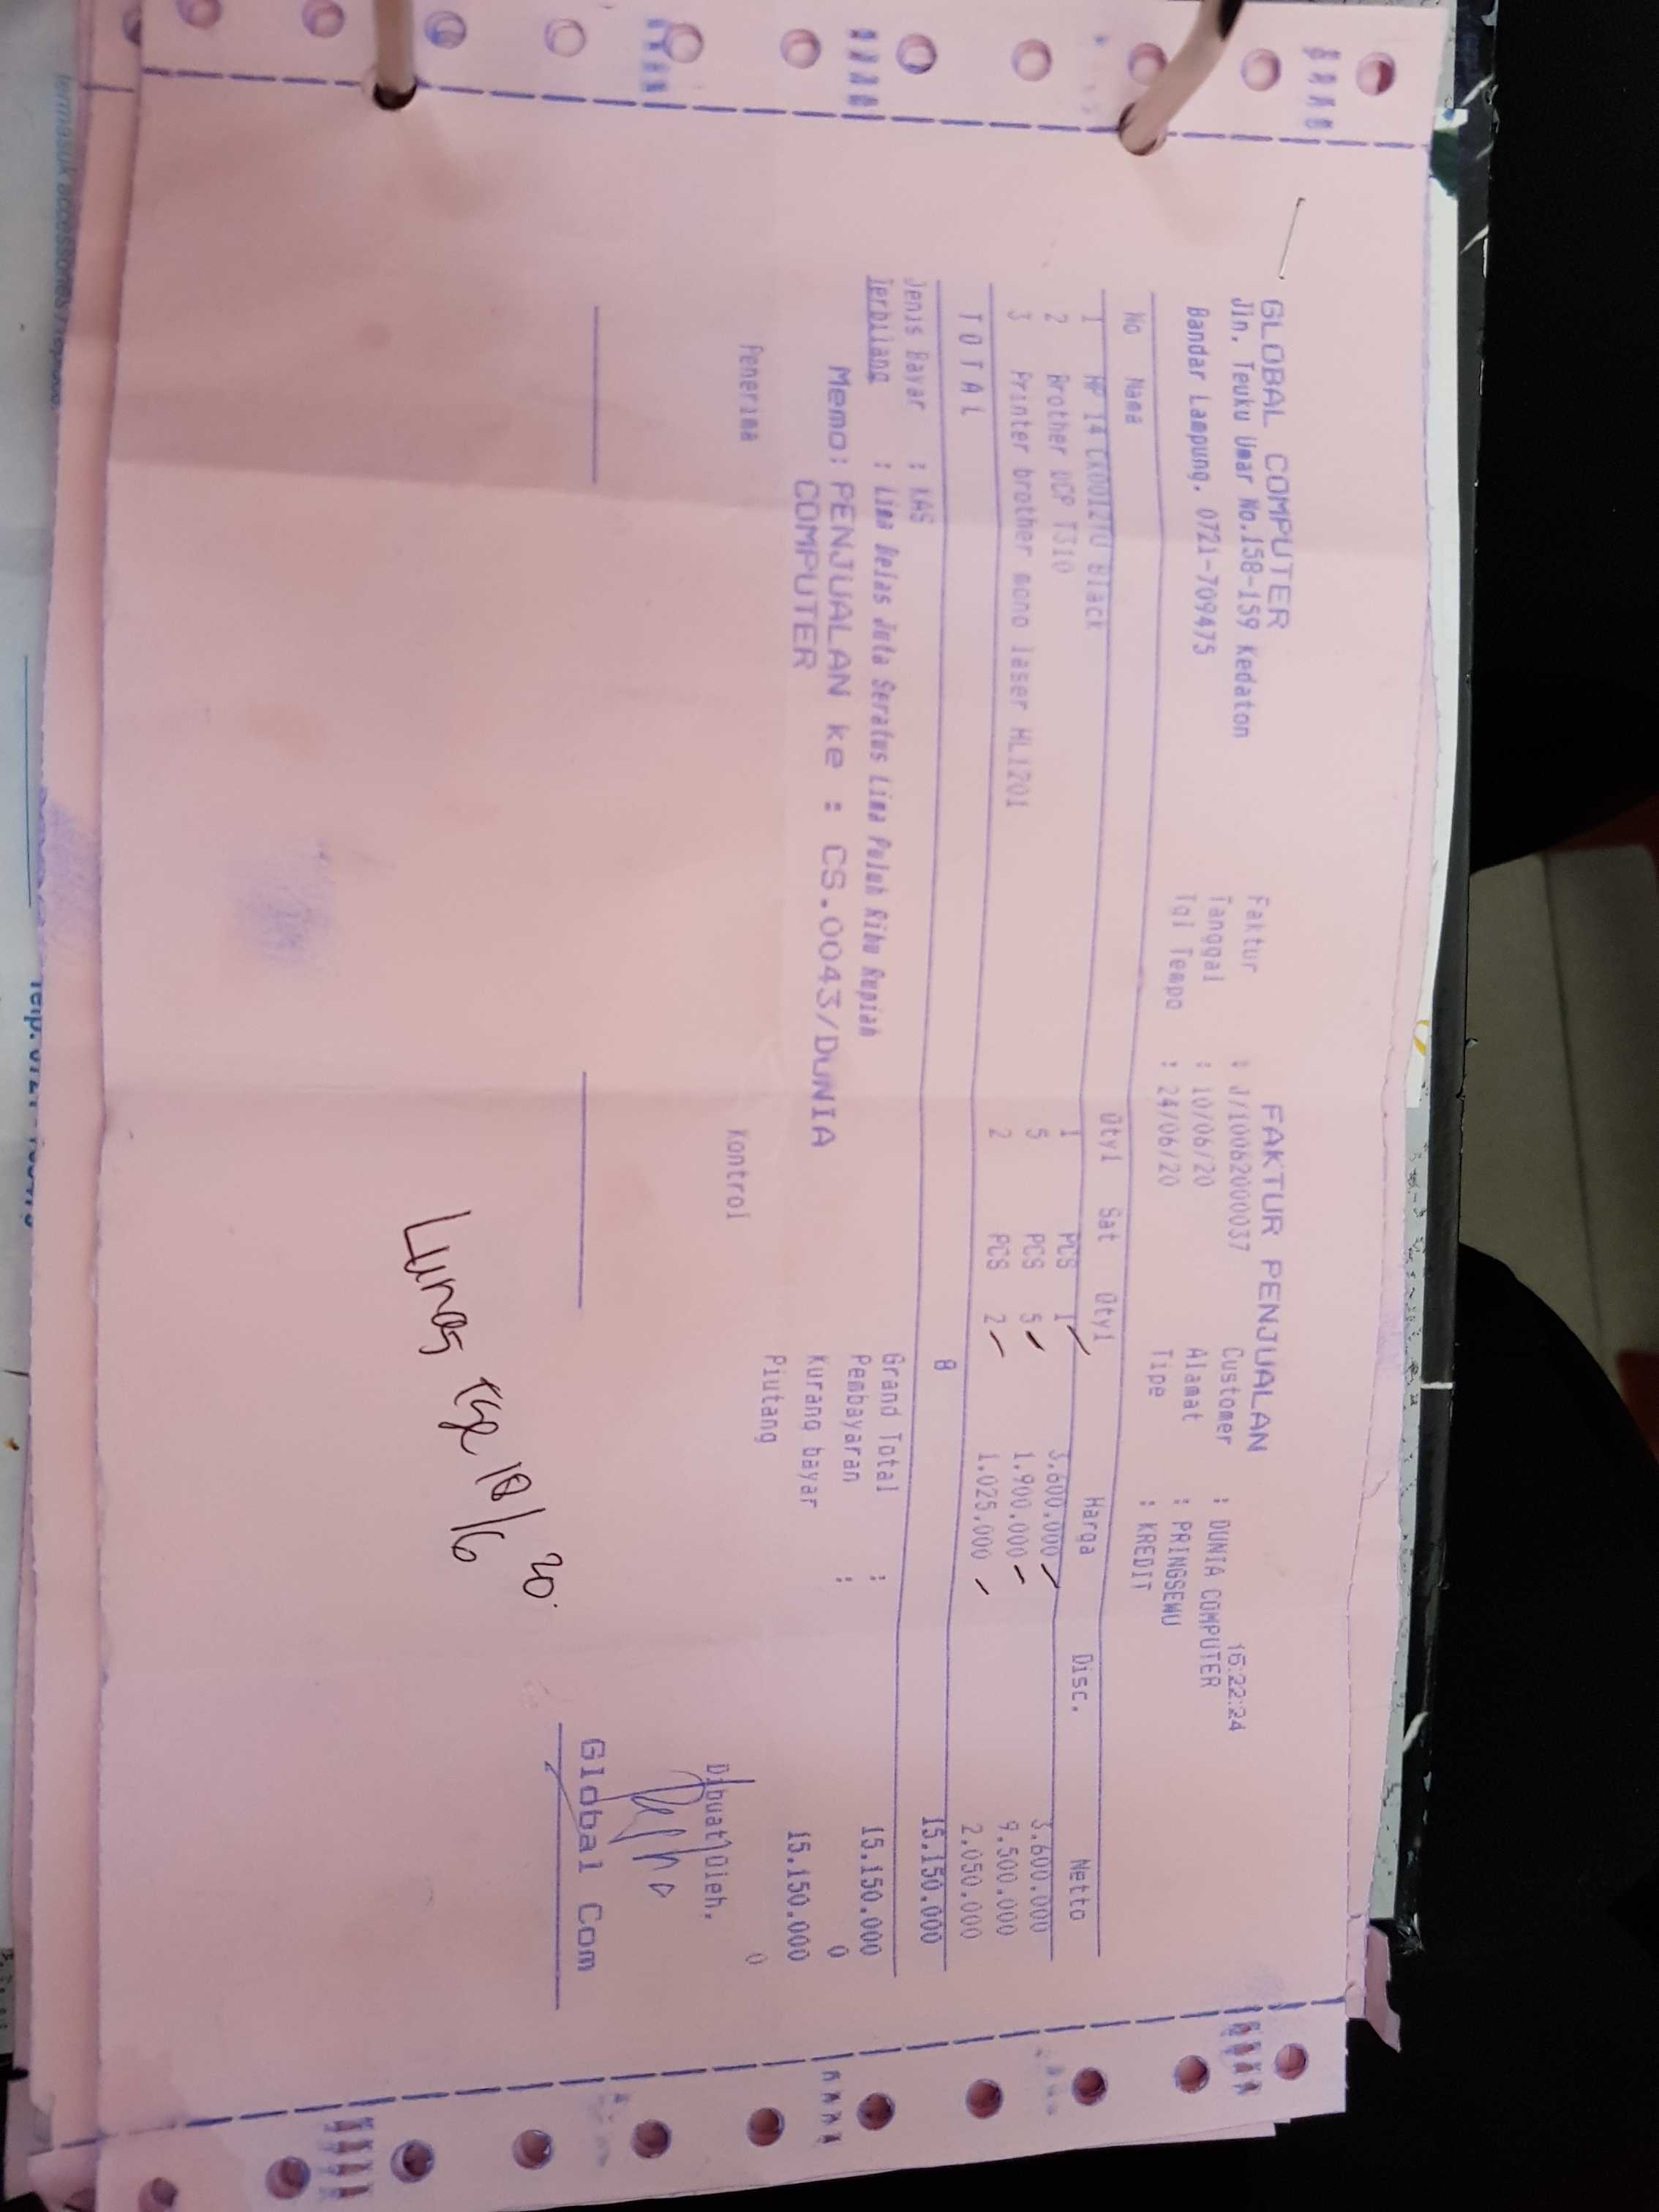 GLOBAL COMPUTER
Jln. Teuku Umar No.158-159 Kedaton
Bandar Lampung. 0721-709475
FAKTUR PENJUALAN
16:22:24
Faktur : J/1006200037
Tanggal : 10/06/20
Tgl Tempo : 24/06/20
Customer : DUNIA COMPUTER
Alamat : PRINGSEWU
Tipe : KREDIT
No Nama Qty1 Sat Qty1 Harga Disc. Netto
1 HP 14 Black 1 PCS 1 3.600.000 3.600.000
2 Brother DCP T310 5 PCS 5 1.900.000 9.500.000
3 Printer brother mono laser HL1201 2 PCS 2 1.025.000 2.050.000
T O T A L 8 15.150.000
Jenis Bayar : KAS
Terbilang : Lima Belas Juta Seratus Lima Puluh Ribu Rupiah
Memo: PENJUALAN ke : CS.0043/DUNIA
COMPUTER
Grand Total : 15.150.000
Pembayaran : 0
Kurang bayar 15.150.000
Piutang 0
Penerima Kontrol Dibuat Oleh,
Global Com
Lunas 10/6 20.
termasuk accessories